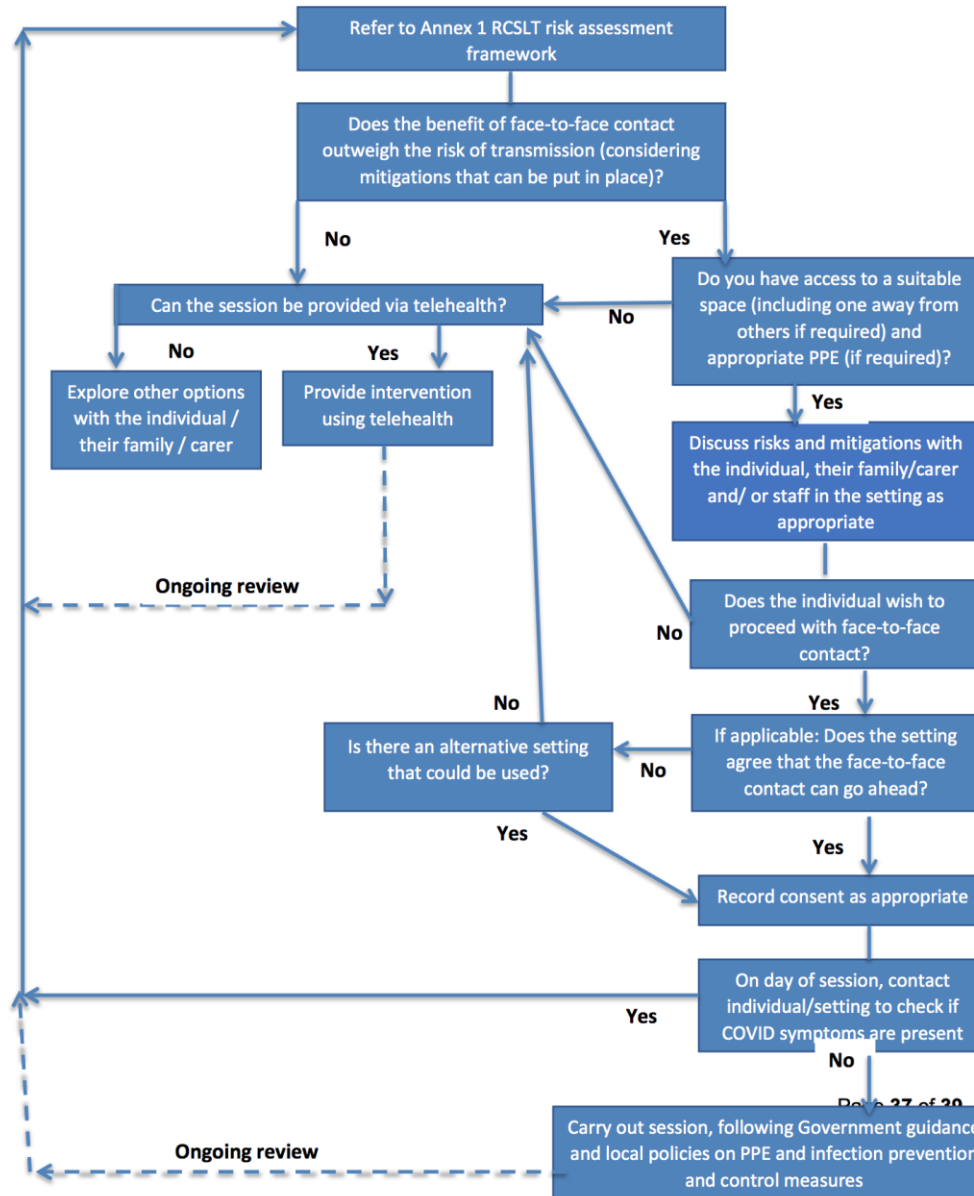 Refer to Annex 1 RCSLT risk assessment
framework
Does the benefit of face-to-face contact
outweigh the risk of transmission (considering
mitigations that can be put in place)?
No
Yes
Can the session be provided via telehealth?
No
Do you have access to a suitable
space (including one away from
others if required) and
appropriate PPE (if required)?
No
Yes
Explore other options
with the individual /
their family / carer
Provide intervention
using telehealth
Yes
Discuss risks and mitigations with
the individual, their family/carer
and/ or staff in the setting as
appropriate
Ongoing review
Does the individual wish to
proceed with face-to-face
contact?
No
Yes
If applicable: Does the setting
agree that the face-to-face
contact can go ahead?
No
Is there an alternative setting
that could be used?
No
Yes
Yes
Record consent as appropriate
On day of session, contact
individual/setting to check if
COVID symptoms are present
Yes
No
37 of 39
Carry out session, following Government guidance
and local policies on PPE and infection prevention
and control measures
Ongoing review